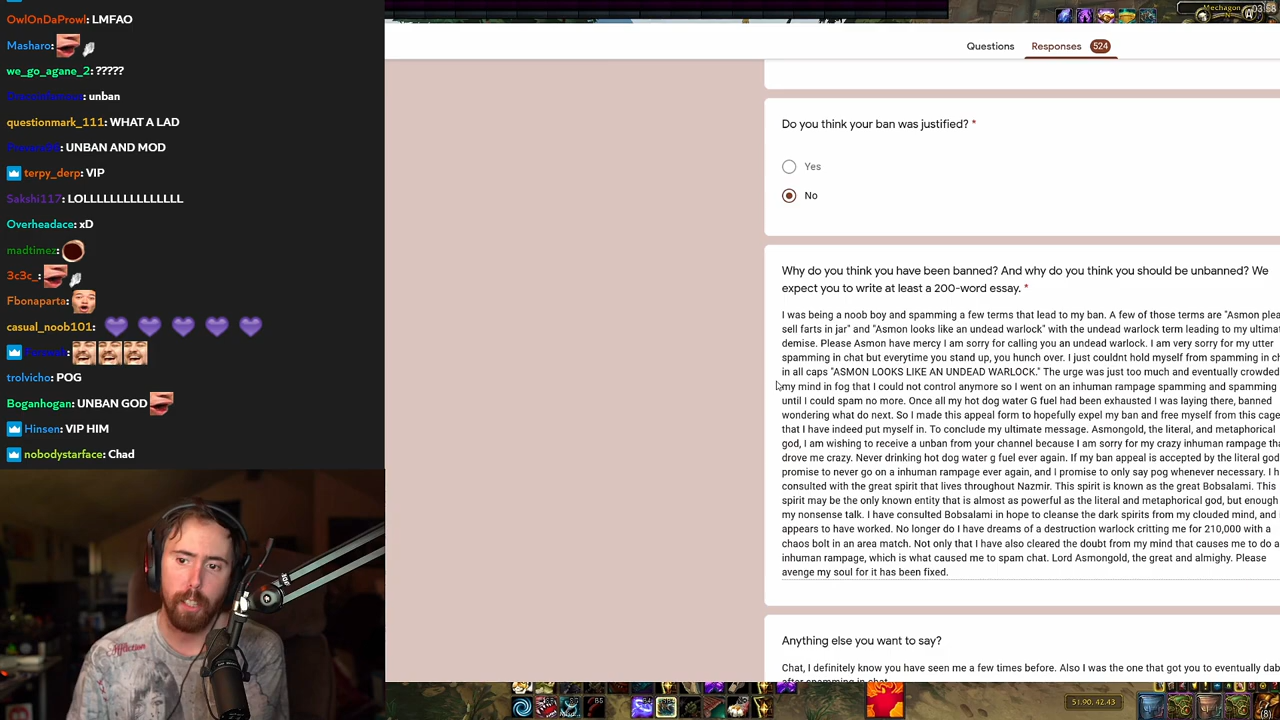 OwlOnDaProwl: LMFAO
Masharo:
we_go_agane_2: ?????
: unban
questionmark_111: WHAT A LAD
: UNBAN AND MOD
terpy_derp: VIP
Sakshi117: LOLLLLLLLLLLLLLLL
Overheadace: xD
madtimez:
3c3c_:
Fbonaparta:
casual_noob101:
trolvicho: POG
Boganhogan: UNBAN GOD
Hinsen: VIP HIM
nobodystarface: Chad
Mechagon
03:58
Questions Responses 524
Do you think your ban was justified? *
Yes
No
Why do you think you have been banned? And why do you think you should be unbanned? We
expect you to write at least a 200-word essay. *
I was being a noob boy and spamming a few terms that lead to my ban. A few of those terms are "Asmon plea
sell farts in jar" and "Asmon looks like an undead warlock" with the undead warlock term leading to my ultima
demise. Please Asmon have mercy I am sorry for calling you an undead warlock. I am very sorry for my utter
spamming in chat but everytime you stand up, you hunch over. I just couldnt hold myself from spamming in ch
in all caps "ASMON LOOKS LIKE AN UNDEAD WARLOCK." The urge was just too much and eventually crowded
my mind in fog that I could not control anymore so I went on an inhuman rampage spamming and spamming
until I could spam no more. Once all my hot dog water G fuel had been exhausted I was laying there, banned
wondering what do next. So I made this appeal form to hopefully expel my ban and free myself from this cage
that I have indeed put myself in. To conclude my ultimate message. Asmongold, the literal, and metaphorical
god, I am wishing to receive a unban from your channel because I am sorry for my crazy inhuman rampage tha
drove me crazy. Never drinking hot dog water g fuel ever again. If my ban appeal is accepted by the literal god
promise to never go on a inhuman rampage ever again, and I promise to only say pog whenever necessary. I h
consulted with the great spirit that lives throughout Nazmir. This spirit is known as the great Bobsalami. This
spirit may be the only known entity that is almost as powerful as the literal and metaphorical god, but enough
my nonsense talk. I have consulted Bobsalami in hope to cleanse the dark spirits from my clouded mind, and i
appears to have worked. No longer do I have dreams of a destruction warlock critting me for 210,000 with a
chaos bolt in an area match. Not only that I have also cleared the doubt from my mind that causes me to do a
inhuman rampage, which is what caused me to spam chat. Lord Asmongold, the great and almighy. Please
avenge my soul for it has been fixed.
Anything else you want to say?
Chat, I definitely know you have seen me a few times before. Also I was the one that got you to eventually dab
after spamming in chat
Affliction
51.90, 42.43